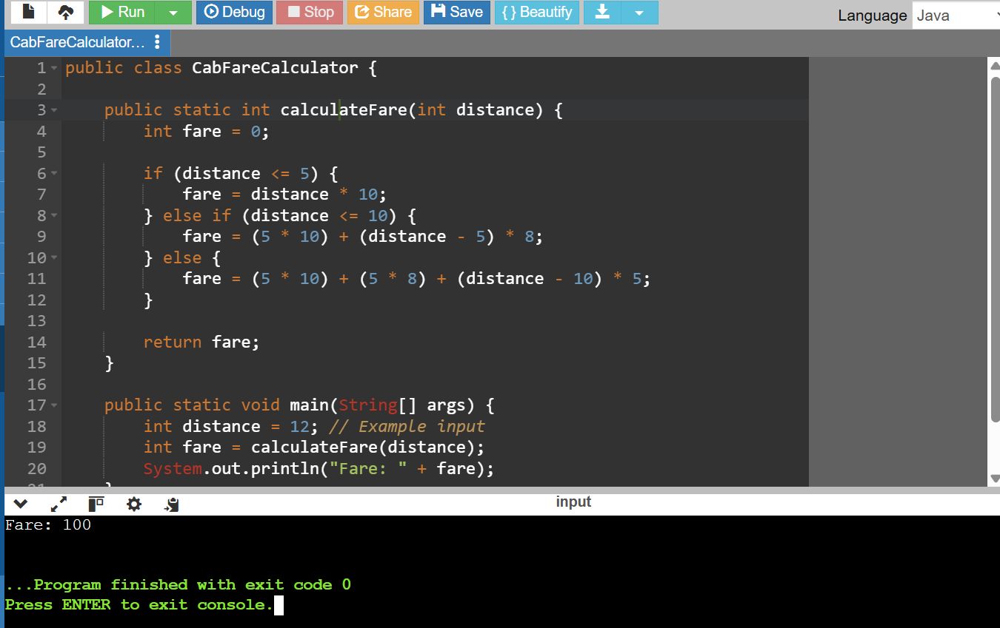 Run Debug Stop Share Save { } Beautify Language Java
CabFareCalculator...
1 public class CabFareCalculator {
2
3     public static int calculateFare(int distance) {
4         int fare = 0;
5
6         if (distance <= 5) {
7             fare = distance * 10;
8         } else if (distance <= 10) {
9             fare = (5 * 10) + (distance - 5) * 8;
10         } else {
11             fare = (5 * 10) + (5 * 8) + (distance - 10) * 5;
12         }
13
14         return fare;
15     }
16
17     public static void main(String[] args) {
18         int distance = 12; // Example input
19         int fare = calculateFare(distance);
20         System.out.println("Fare: " + fare);
input
Fare: 100
...Program finished with exit code 0
Press ENTER to exit console.